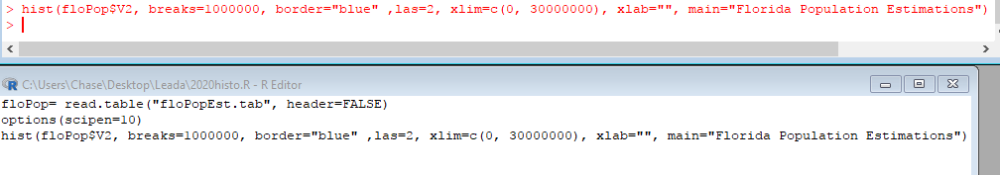 > hist(floPop$V2, breaks=1000000, border="blue" ,las=2, xlim=c(0, 30000000), xlab="", main="Florida Population Estimations")
>
C:\Users\Chase\Desktop\Leada\2020histo.R - R Editor
floPop= read.table("floPopEst.tab", header=FALSE)
options(scipen=10)
hist(floPop$V2, breaks=1000000, border="blue" ,las=2, xlim=c(0, 30000000), xlab="", main="Florida Population Estimations")